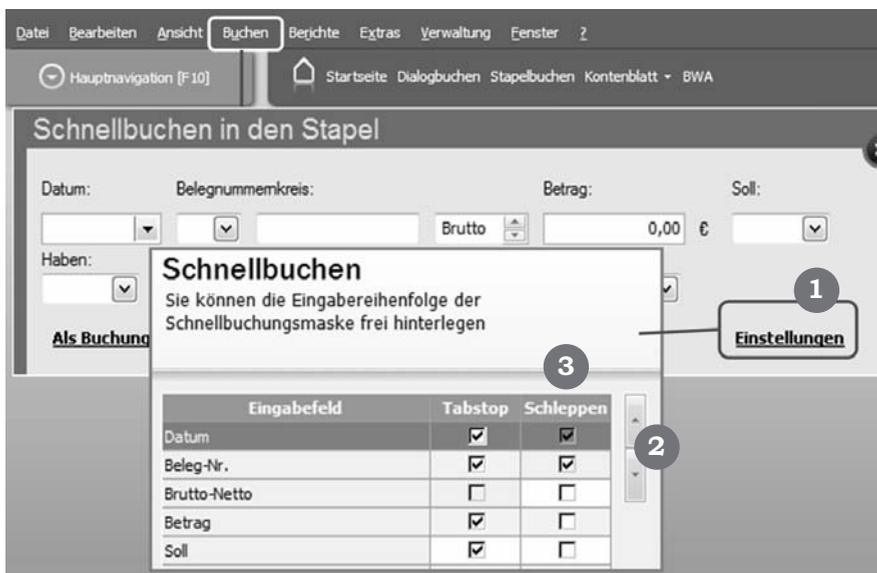 Datei Bearbeiten Ansicht Buchen Berichte Extras Verwaltung Fenster ?
Hauptnavigation [F10] Startseite Dialogbuchen Stapelbuchen Kontenblatt BWA
Schnellbuchen in den Stapel
Datum: Belegnummernkreis: Betrag: Soll:
Brutto 0,00 €
Haben:
Als Buchung
Schnellbuchen
Sie können die Eingabereihenfolge der
Schnellbuchungsmaske frei hinterlegen
1
Einstellungen
3
Eingabefeld Tabstop Schleppen
Datum
2
Beleg-Nr.
Brutto-Netto
Betrag
Soll